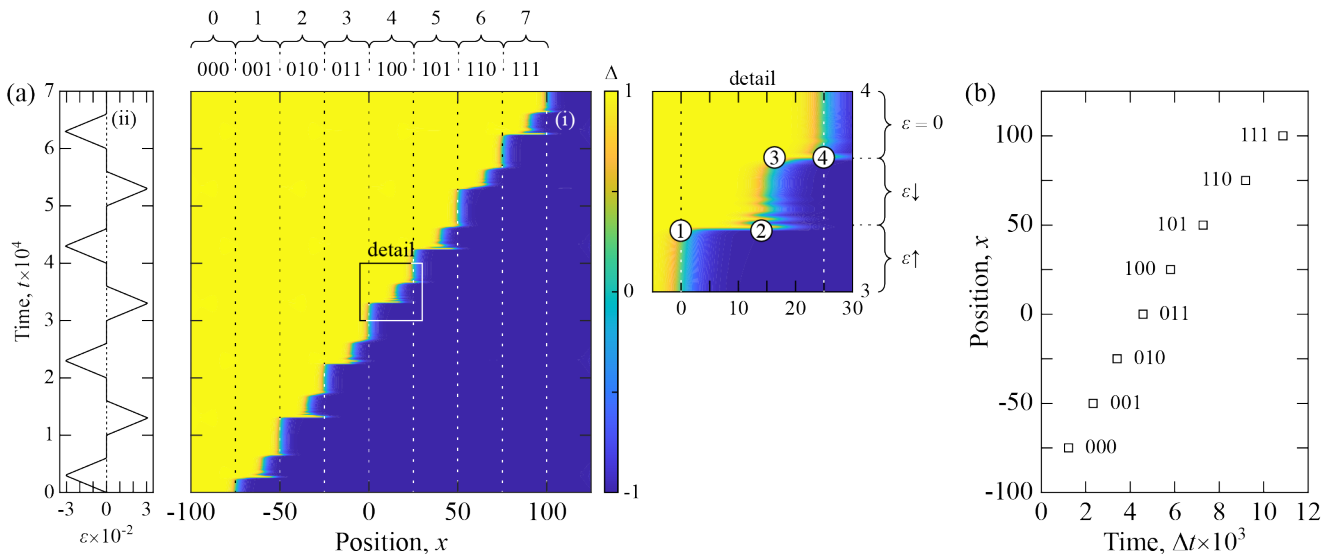 0 1 2 3 4 5 6 7
000 001 010 011 100 101 110 111
(a)
(ii)
7
6
5
4
3
2
1
0
Time, t×10⁴
-3 0 3
ε×10⁻²
(i)
detail
-100 -50 0 50 100
Position, x
Δ
1
0
-1
detail
4
3
ε = 0
ε↓
ε↑
3 4
1 2
0 10 20 30
(b)
100
50
0
-50
-100
Position, x
111
110
101
100
011
010
001
000
0 2 4 6 8 10 12
Time, Δt×10³